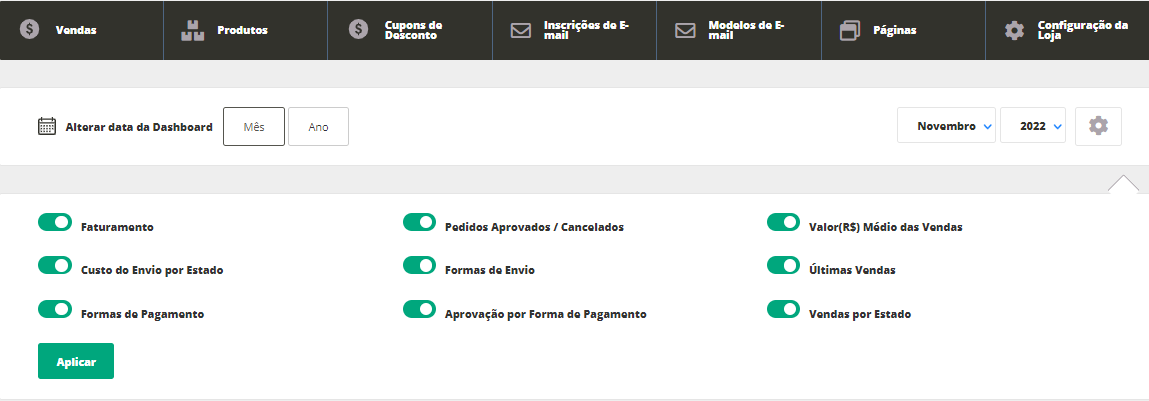 Vendas
Produtos
Cupons de
Desconto
Inscrições de E-
mail
Modelos de E-
mail
Páginas
Configuração da
Loja
Alterar data da Dashboard
Mês
Ano
Novembro
2022
Faturamento
Pedidos Aprovados / Cancelados
Valor(R$) Médio das Vendas
Custo do Envio por Estado
Formas de Envio
Últimas Vendas
Formas de Pagamento
Aprovação por Forma de Pagamento
Vendas por Estado
Aplicar